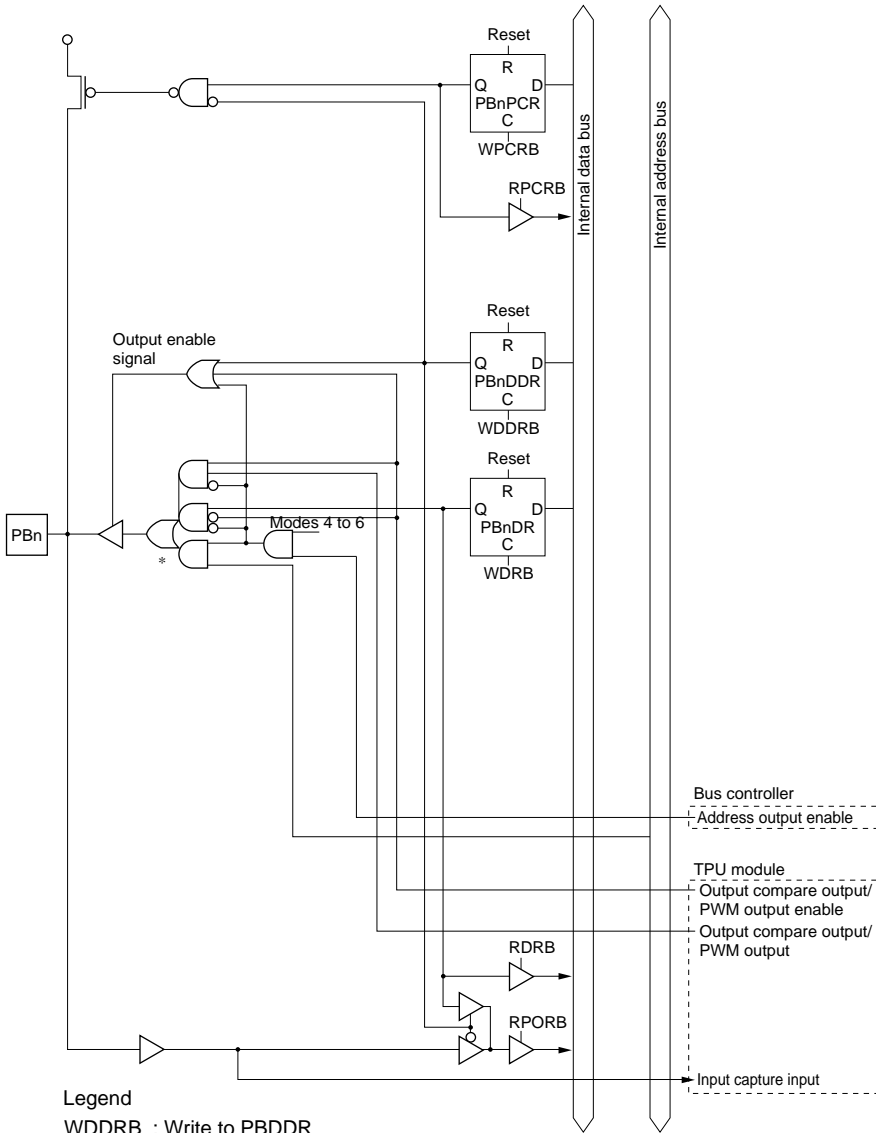 Reset
R
Q D
PBnPCR
C
WPCRB
RPCRB
Internal data bus
Internal address bus
Reset
R
Q D
PBnDDR
C
WDDRB
Output enable
signal
Reset
R
Q D
PBnDR
C
WDRB
Modes 4 to 6
PBn
*
Bus controller
Address output enable
TPU module
Output compare output/
PWM output enable
Output compare output/
PWM output
RDRB
RPORB
Input capture input
Legend
WDDRB : Write to PBDDR